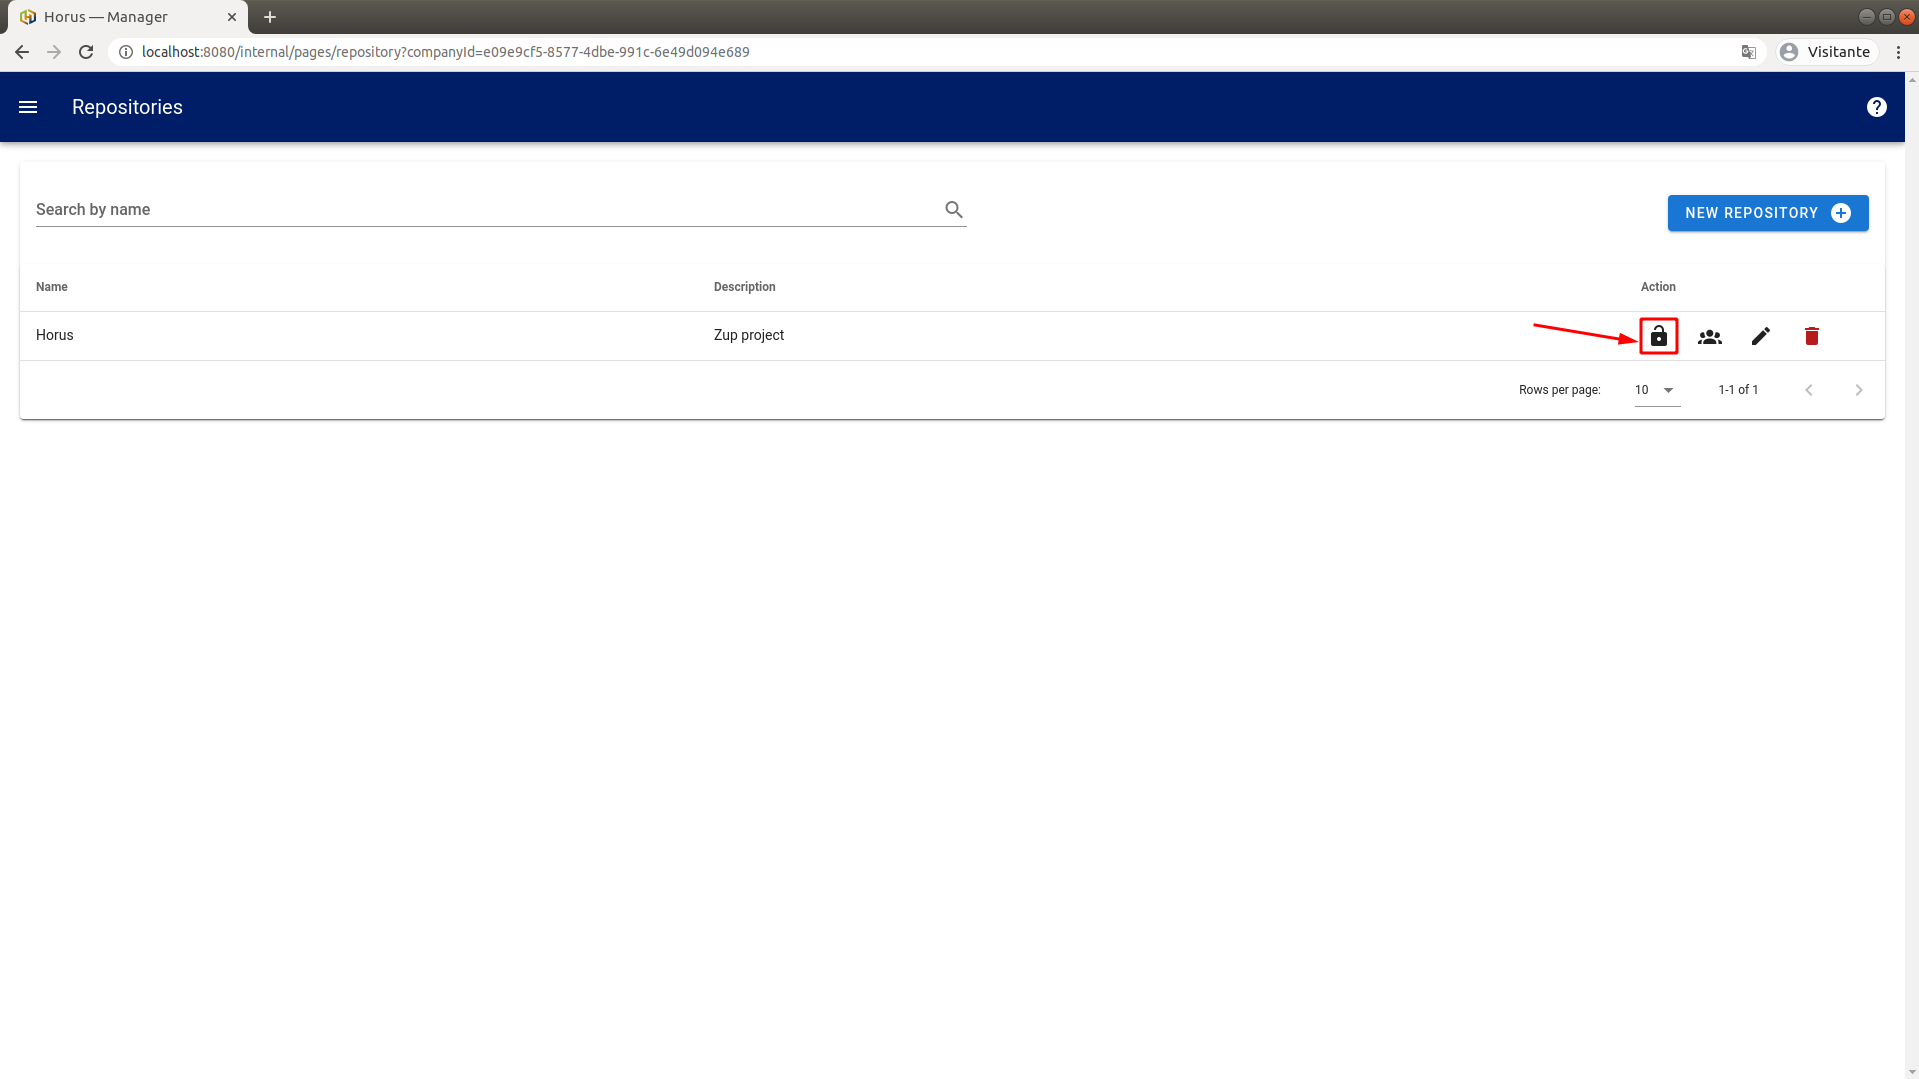 Horus — Manager
localhost:8080/internal/pages/repository?companyId=e09e9cf5-8577-4dbe-991c-6e49d094e689
Visitante
Repositories
Search by name
NEW REPOSITORY
Name Description Action
Horus Zup project
Rows per page: 10 1-1 of 1